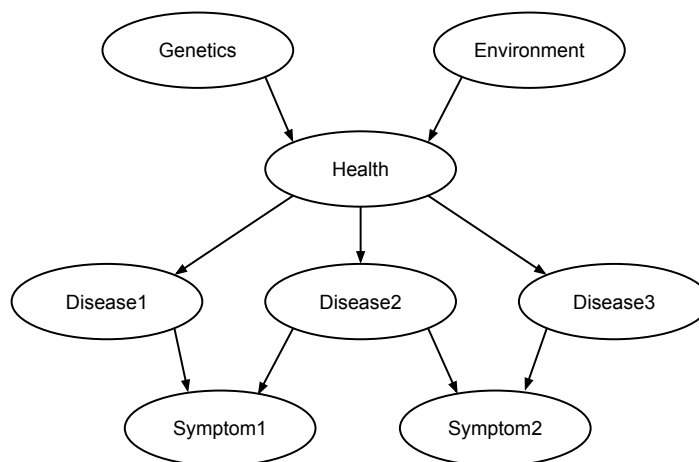 Genetics
Environment
Health
Disease1
Disease2
Disease3
Symptom1
Symptom2